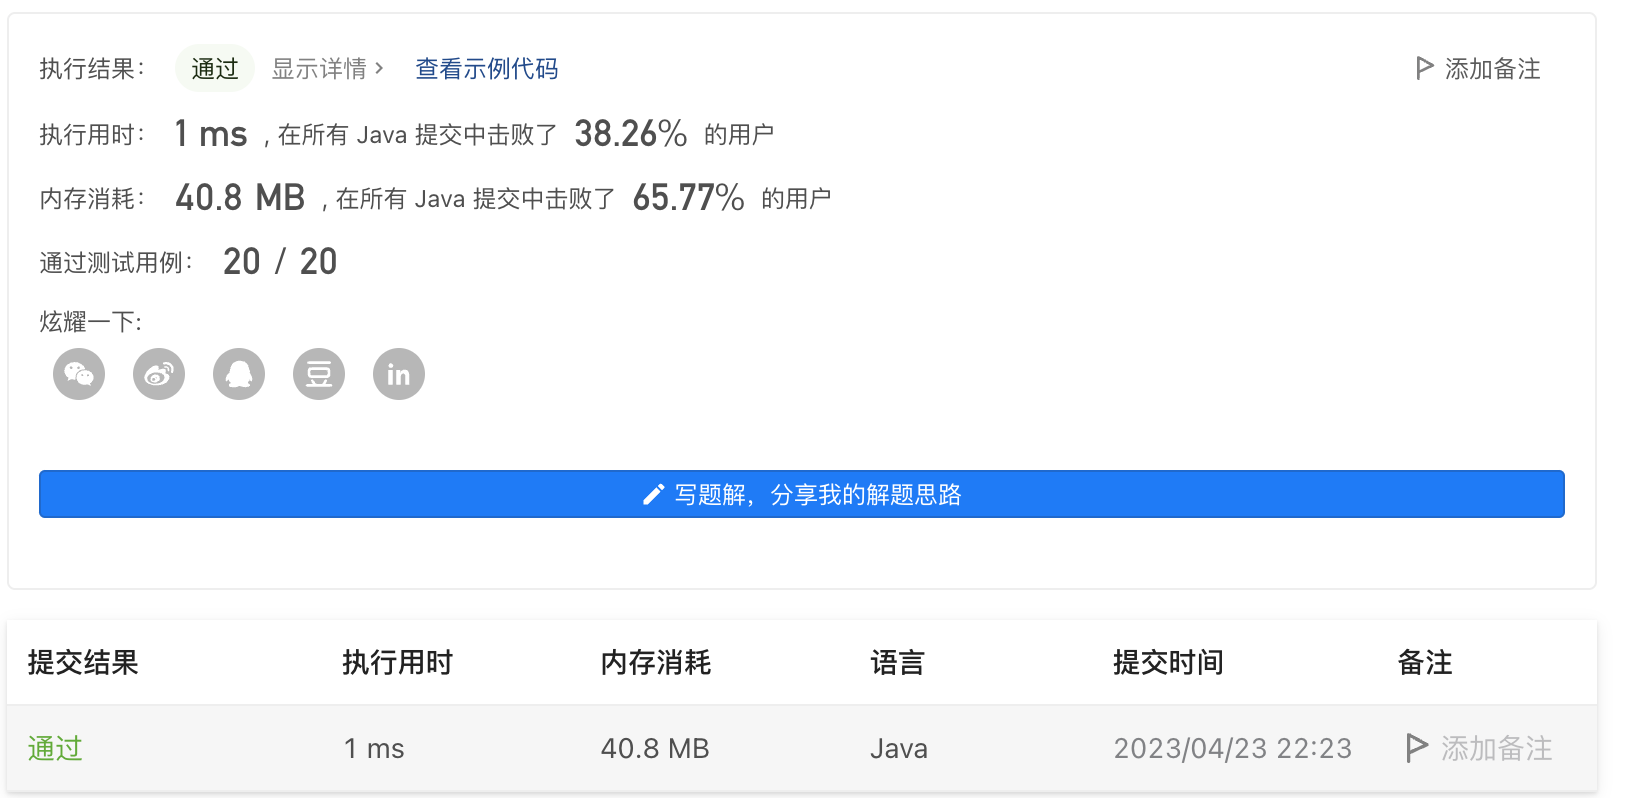 执行结果： 通过 显示详情 > 查看示例代码 添加备注
执行用时： 1 ms , 在所有 Java 提交中击败了 38.26% 的用户
内存消耗： 40.8 MB , 在所有 Java 提交中击败了 65.77% 的用户
通过测试用例： 20 / 20
炫耀一下:
豆 in
写题解，分享我的解题思路
提交结果 执行用时 内存消耗 语言 提交时间 备注
通过 1 ms 40.8 MB Java 2023/04/23 22:23 添加备注